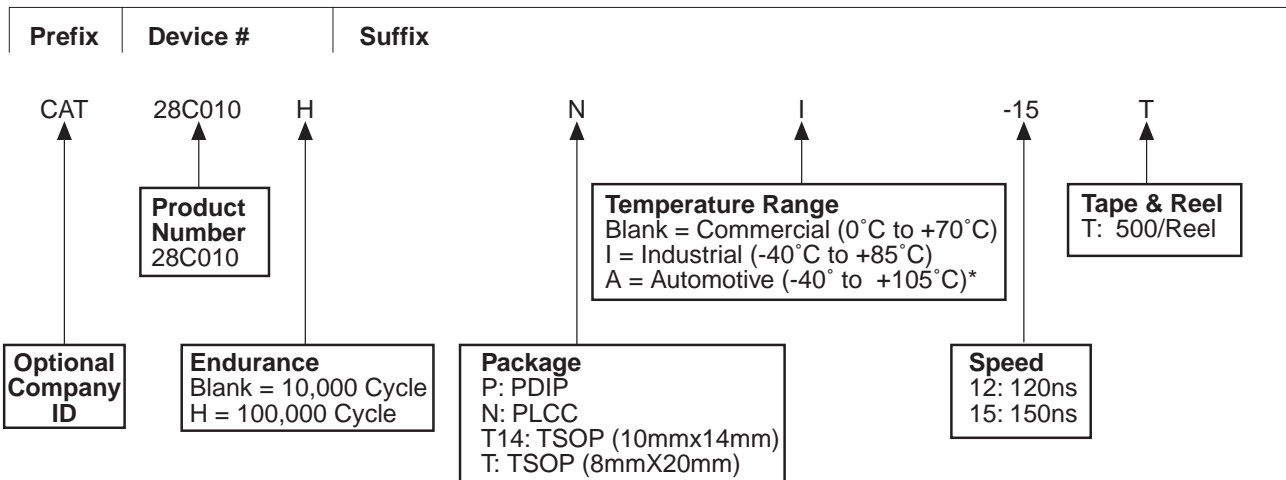 Prefix Device # Suffix
CAT 28C010 H N I -15 T
Product
Number
28C010
Temperature Range
Blank = Commercial (0˚C to +70˚C)
I = Industrial (-40˚C to +85˚C)
A = Automotive (-40˚ to +105˚C)*
Tape & Reel
T: 500/Reel
Optional
Company
ID
Endurance
Blank = 10,000 Cycle
H = 100,000 Cycle
Package
P: PDIP
N: PLCC
T14: TSOP (10mmx14mm)
T: TSOP (8mmX20mm)
Speed
12: 120ns
15: 150ns